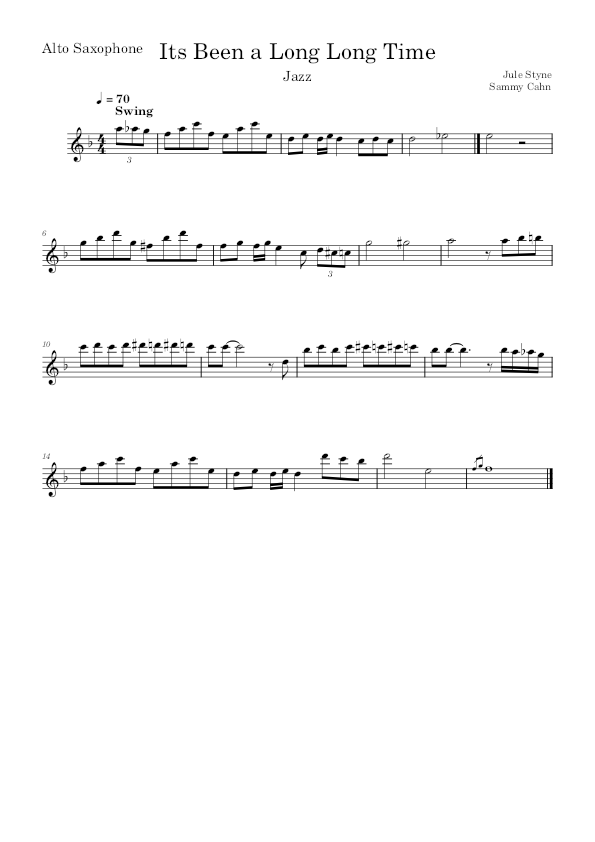 Alto Saxophone
Its Been a Long Long Time
Jazz
Jule Styne
Sammy Cahn
♩ = 70
Swing
4
4
3
6
3
10
14